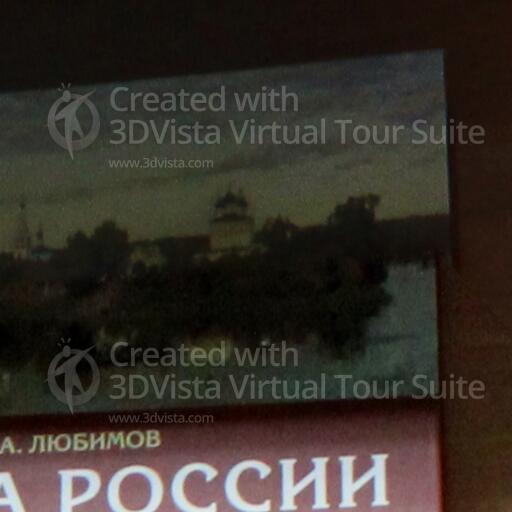 Created with
3DVista Virtual Tour Suite
www.3dvista.com
Created with
3DVista Virtual Tour Suite
www.3dvista.com
А. ЛЮБИМОВ
А РОССИИ